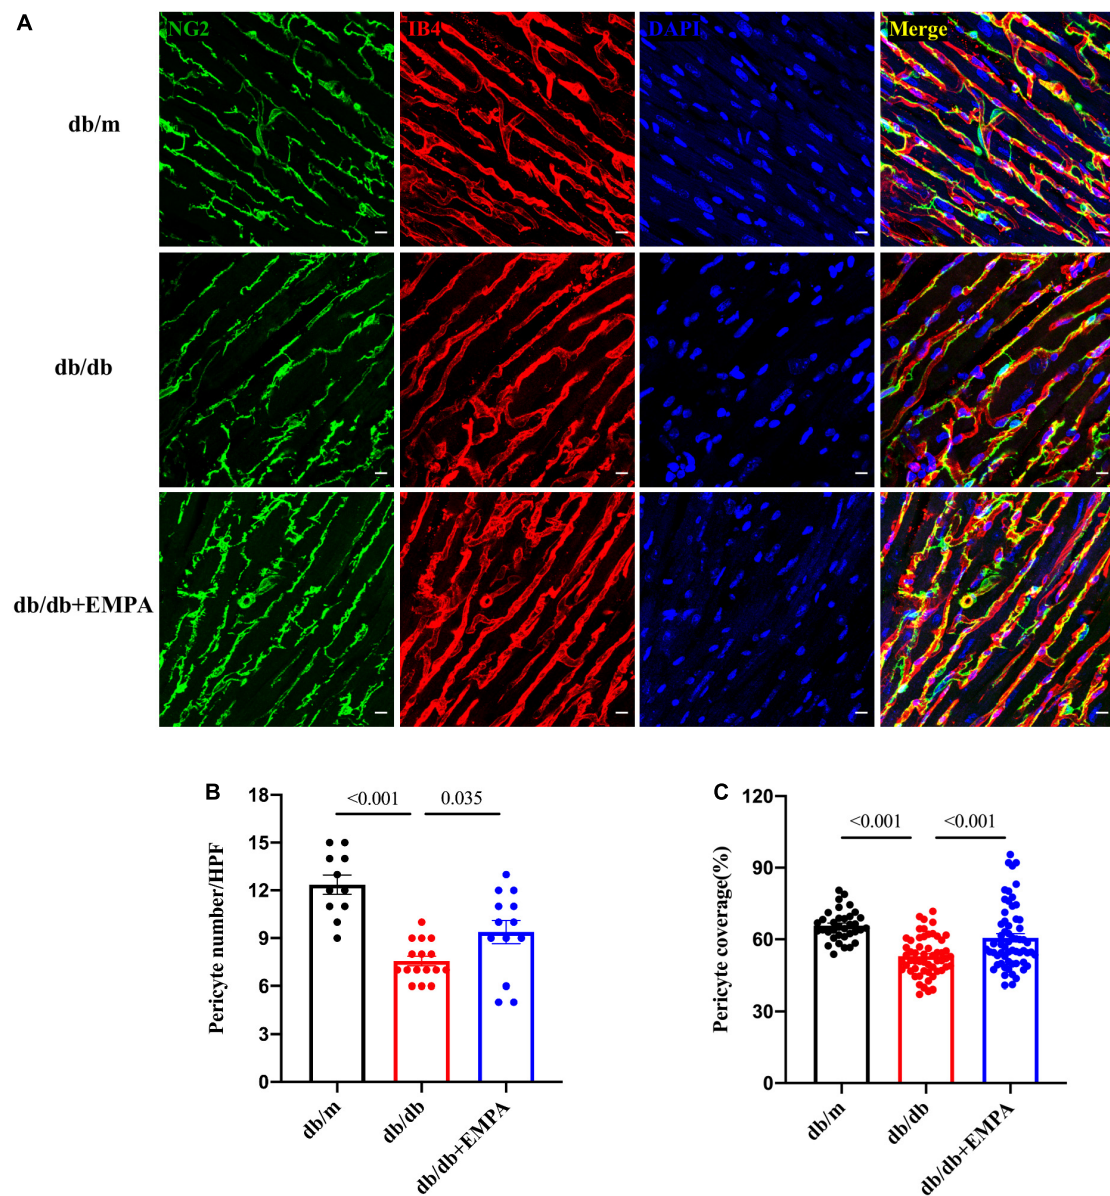 A
NG2 IB4 DAPI Merge
db/m
db/db
db/db+EMPA
B
Pericyte number/HPF
18
15
12
9
6
3
0
<0.001 0.035
db/m db/db db/db+EMPA
C
Pericyte coverage(%)
120
90
60
30
0
<0.001 <0.001
db/m db/db db/db+EMPA